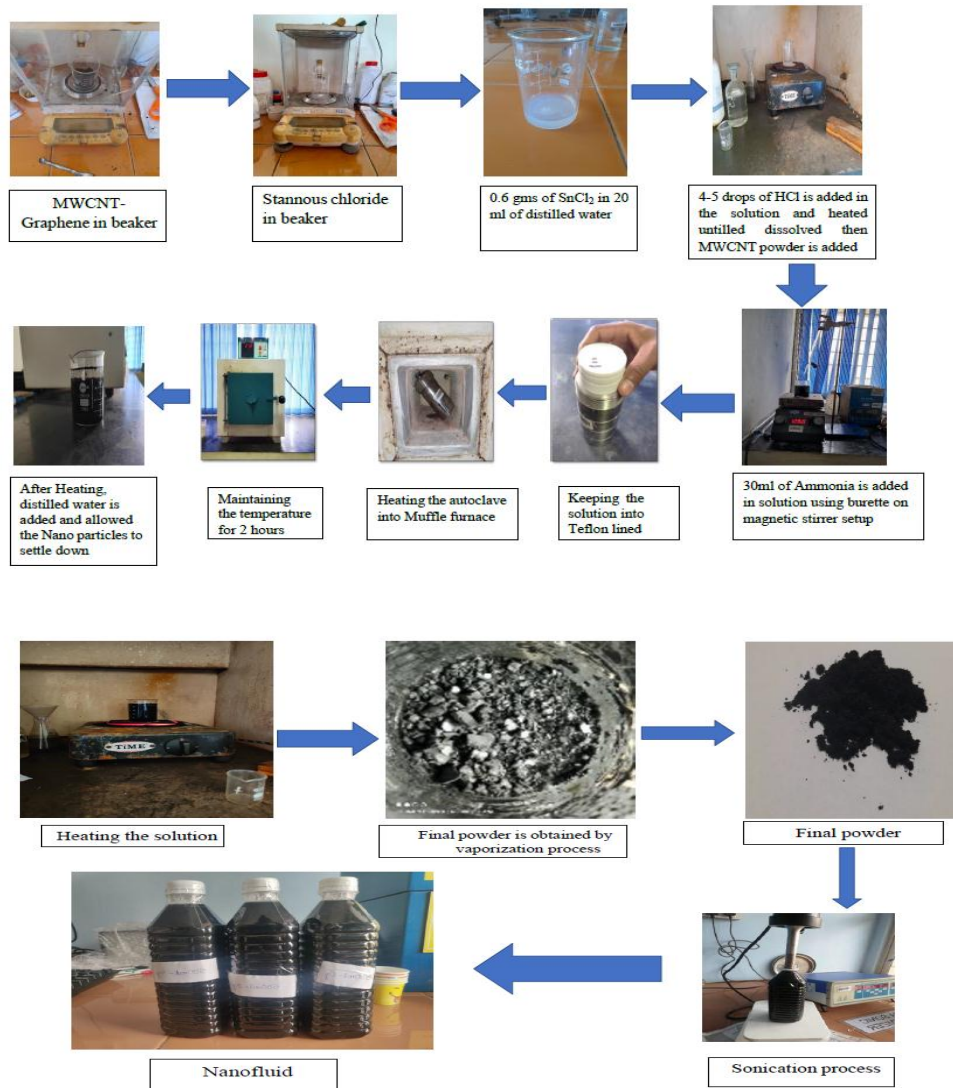 MWCNT-
Graphene in beaker
Stannous chloride
in beaker
0.6 gms of SnCl₂ in 20
ml of distilled water
4-5 drops of HCl is added in
the solution and heated
untilled dissolved then
MWCNT powder is added
TiME
After Heating,
distilled water is
added and allowed
the Nano particles to
settle down
Maintaining
the temperature
for 2 hours
Heating the autoclave
into Muffle furnace
Keeping the
solution into
Teflon lined
30ml of Ammonia is added
in solution using burette on
magnetic stirrer setup
TiME
Heating the solution
Final powder is obtained by
vaporization process
Final powder
Nanofluid
Sonication process